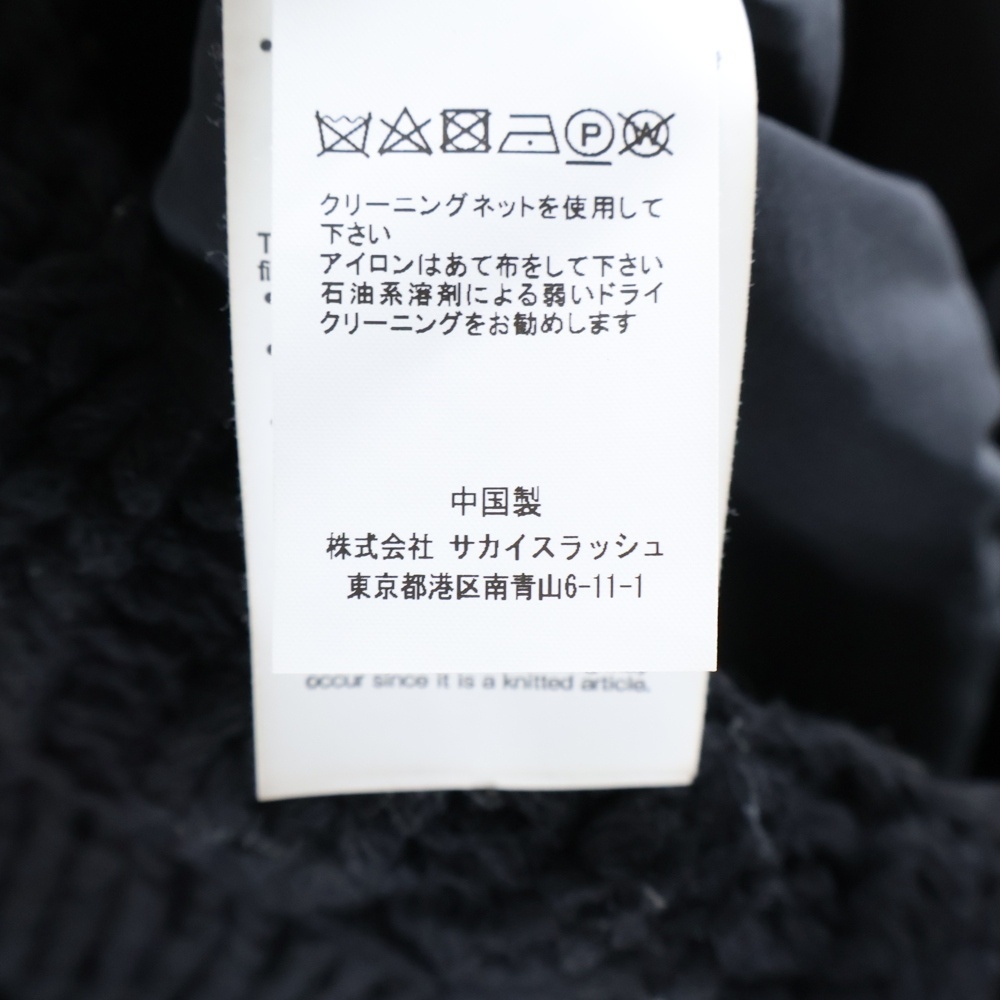 P W
クリーニングネットを使用して
下さい
アイロンはあて布をして下さい
石油系溶剤による弱いドライ
クリーニングをお勧めします
中国製
株式会社 サカイスラッシュ
東京都港区南青山6-11-1
occur since it is a knitted article.